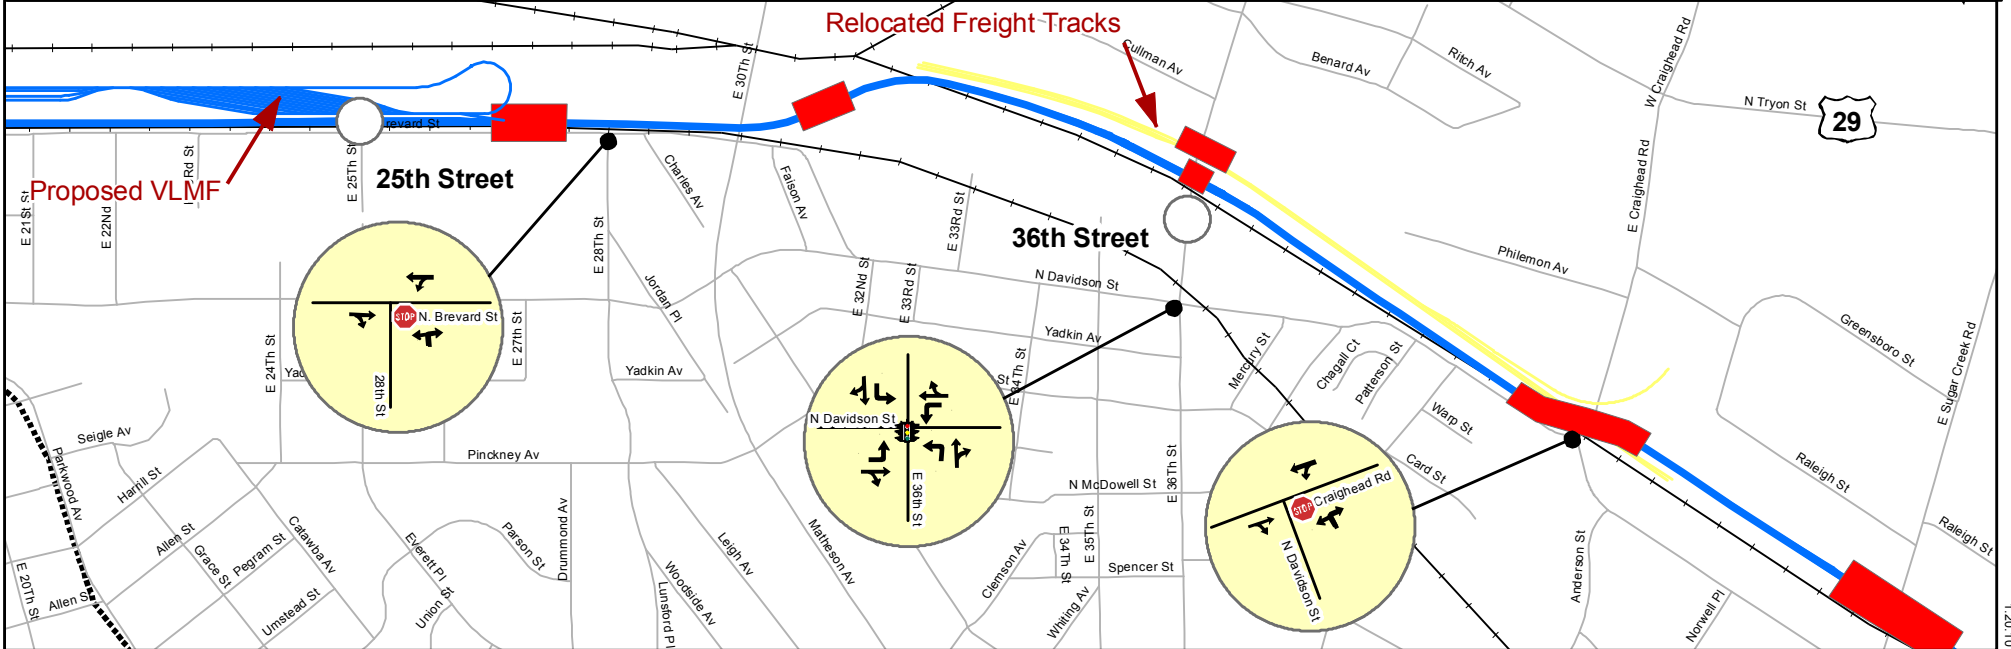 Relocated Freight Tracks
Cullman Av
Benard Av
Ritch Av
W Craighead Rd
N Tryon St
29
E 30Th St
revard St
Proposed VLMF
25th Street
E 21St St
E 22Nd
Rd St
E 25Th St
E 28Th St
Charles Av
Faison Av
E 33Rd St
36th Street
E Craighead Rd
Philemon Av
Greensboro St
E Sugar Creek Rd
N Davidson St
Jordan Pl
E 32Nd St
E 33Rd St
Yadkin Av
STOP
N. Brevard St
28th St
E 24Th St
E 27th St
Yad
Yadkin Av
St
E 34Th St
Mercury St
Chagall Ct
Patterson St
Warp St
Card St
N Davidson St
E 36th St
STOP
Craighead Rd
N Davidson St
Seigle Av
Parkwood Av
Harrill St
Pinckney Av
N McDowell St
E 36Th St
Raleigh St
Raleigh St
Allen St
Grace St
Pegram St
Catawba Av
Everett Pl
Parson St
Drummond Av
Leigh Av
Matheson Av
Clemson Av
E 34Th St
E 35Th St
Spencer St
Whiting Av
Anderson St
Norwell Pl
E 20Th St
Allen S
Umstead St
Union St
Lunsford Pl
Woodside Av